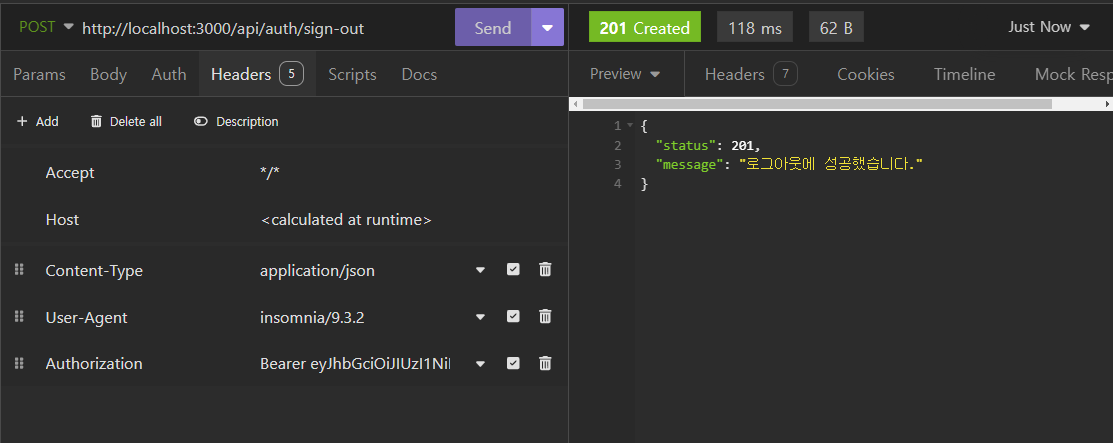 POST http://localhost:3000/api/auth/sign-out Send
201 Created 118 ms 62 B Just Now
Params Body Auth Headers 5 Scripts Docs
Preview Headers 7 Cookies Timeline Mock Resp
+ Add Delete all Description
Accept */*
Host <calculated at runtime>
Content-Type application/json
User-Agent insomnia/9.3.2
Authorization Bearer eyJhbGciOiJIUzI1Nil
1 {
2 "status": 201,
3 "message": "로그아웃에 성공했습니다."
4 }